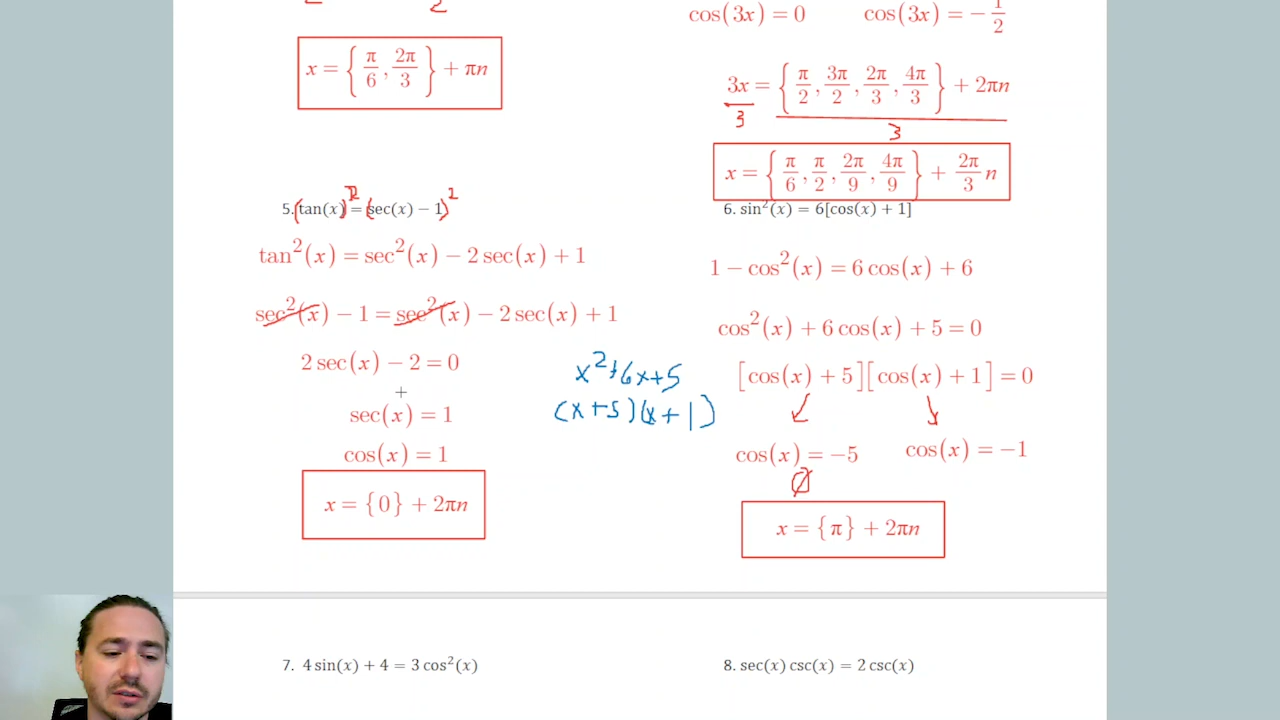 x = { π/6 , 2π/3 } + πn
cos(3x) = 0
cos(3x) = −1/2
3x = { π/2 , 3π/2 , 2π/3 , 4π/3 } + 2πn
3
3
x = { π/6 , π/2 , 2π/9 , 4π/9 } + 2π/3 n
5. (tan(x))² = (sec(x) − 1)²
tan²(x) = sec²(x) − 2 sec(x) + 1
sec²(x) − 1 = sec²(x) − 2 sec(x) + 1
2 sec(x) − 2 = 0
sec(x) = 1
cos(x) = 1
x = {0} + 2πn
6. sin²(x) = 6[cos(x) + 1]
1 − cos²(x) = 6 cos(x) + 6
cos²(x) + 6 cos(x) + 5 = 0
x²+6x+5
(x+5)(x+1)
[cos(x) + 5][cos(x) + 1] = 0
cos(x) = −5
cos(x) = −1
∅
x = {π} + 2πn
7. 4 sin(x) + 4 = 3 cos²(x)
8. sec(x) csc(x) = 2 csc(x)